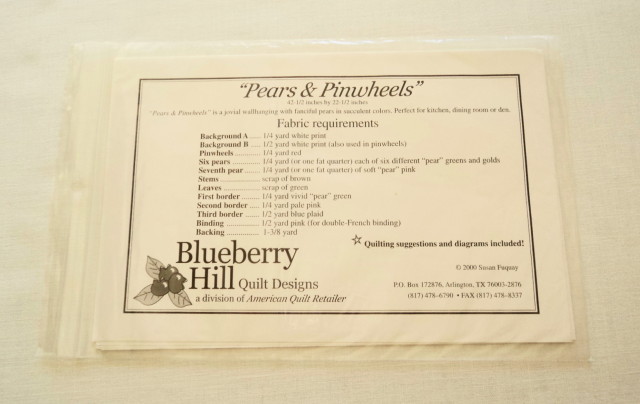 "Pears & Pinwheels"
42-1/2 inches by 22-1/2 inches
"Pears & Pinwheels" is a jovial wallhanging with fanciful pears in succulent colors. Perfect for kitchen, dining room or den.
Fabric requirements
Background A ..... 1/4 yard white print
Background B ..... 1/2 yard white print (also used in pinwheels)
Pinwheels ............ 1/4 yard red
Six pears ............. 1/4 yard (or one fat quarter) each of six different "pear" greens and golds
Seventh pear ....... 1/4 yard (or one fat quarter) of soft "pear" pink
Stems ................... scrap of brown
Leaves ................. scrap of green
First border ......... 1/4 yard vivid "pear" green
Second border .... 1/4 yard pale pink
Third border ....... 1/2 yard blue plaid
Binding ............... 1/2 yard pink (for double-French binding)
Backing ............... 1-3/8 yard
☆ Quilting suggestions and diagrams included!
Blueberry
Hill Quilt Designs
a division of American Quilt Retailer
© 2000 Susan Fuquay
P.O. Box 172876, Arlington, TX 76003-2876
(817) 478-6790 • FAX (817) 478-8337